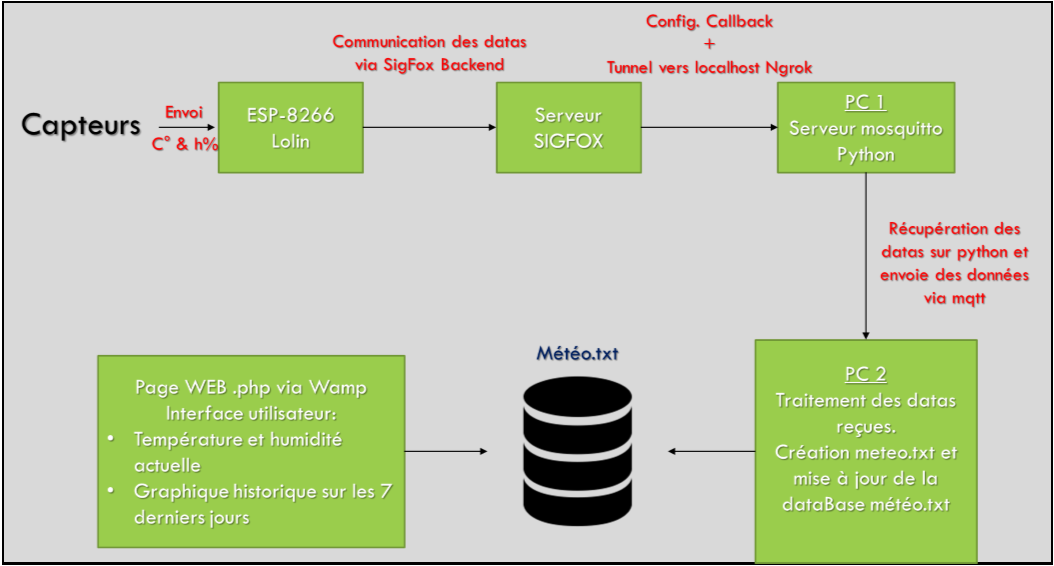 Communication des datas
via SigFox Backend
Config. Callback
+
Tunnel vers localhost Ngrok
Capteurs
Envoi
C° & h%
ESP-8266
Lolin
Serveur
SIGFOX
PC 1
Serveur mosquitto
Python
Récupération des
datas sur python et
envoie des données
via mqtt
Page WEB .php via Wamp
Interface utilisateur:
• Température et humidité
actuelle
• Graphique historique sur les 7
derniers jours
Météo.txt
PC 2
Traitement des datas
reçues.
Création meteo.txt et
mise à jour de la
dataBase météo.txt